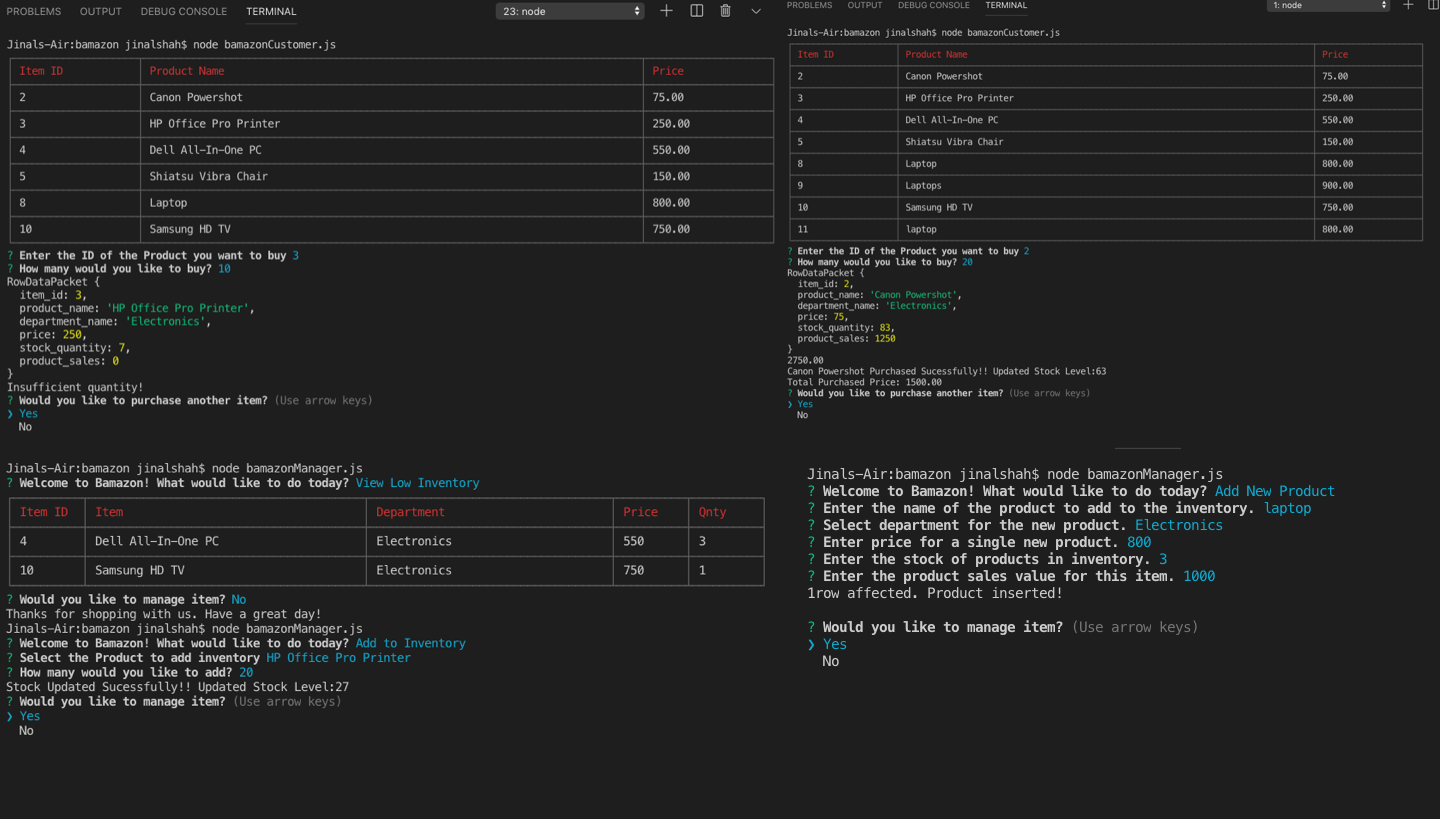 PROBLEMS OUTPUT DEBUG CONSOLE TERMINAL 23: node
Jinals-Air:bamazon jinalshah$ node bamazonCustomer.js
Item ID Product Name Price
2 Canon Powershot 75.00
3 HP Office Pro Printer 250.00
4 Dell All-In-One PC 550.00
5 Shiatsu Vibra Chair 150.00
8 Laptop 800.00
10 Samsung HD TV 750.00
? Enter the ID of the Product you want to buy 3
? How many would you like to buy? 10
RowDataPacket {
item_id: 3,
product_name: 'HP Office Pro Printer',
department_name: 'Electronics',
price: 250,
stock_quantity: 7,
product_sales: 0
}
Insufficient quantity!
? Would you like to purchase another item? (Use arrow keys)
❯ Yes
No
PROBLEMS OUTPUT DEBUG CONSOLE TERMINAL 1: node
Jinals-Air:bamazon jinalshah$ node bamazonCustomer.js
Item ID Product Name Price
2 Canon Powershot 75.00
3 HP Office Pro Printer 250.00
4 Dell All-In-One PC 550.00
5 Shiatsu Vibra Chair 150.00
8 Laptop 800.00
9 Laptops 900.00
10 Samsung HD TV 750.00
11 laptop 800.00
? Enter the ID of the Product you want to buy 2
? How many would you like to buy? 20
RowDataPacket {
item_id: 2,
product_name: 'Canon Powershot',
department_name: 'Electronics',
price: 75,
stock_quantity: 83,
product_sales: 1250
}
2750.00
Canon Powershot Purchased Sucessfully!! Updated Stock Level:63
Total Purchased Price: 1500.00
? Would you like to purchase another item? (Use arrow keys)
❯ Yes
No
Jinals-Air:bamazon jinalshah$ node bamazonManager.js
? Welcome to Bamazon! What would like to do today? View Low Inventory
Item ID Item Department Price Qnty
4 Dell All-In-One PC Electronics 550 3
10 Samsung HD TV Electronics 750 1
? Would you like to manage item? No
Thanks for shopping with us. Have a great day!
Jinals-Air:bamazon jinalshah$ node bamazonManager.js
? Welcome to Bamazon! What would like to do today? Add to Inventory
? Select the Product to add inventory HP Office Pro Printer
? How many would you like to add? 20
Stock Updated Sucessfully!! Updated Stock Level:27
? Would you like to manage item? (Use arrow keys)
❯ Yes
No
Jinals-Air:bamazon jinalshah$ node bamazonManager.js
? Welcome to Bamazon! What would like to do today? Add New Product
? Enter the name of the product to add to the inventory. laptop
? Select department for the new product. Electronics
? Enter price for a single new product. 800
? Enter the stock of products in inventory. 3
? Enter the product sales value for this item. 1000
1row affected. Product inserted!
? Would you like to manage item? (Use arrow keys)
❯ Yes
No